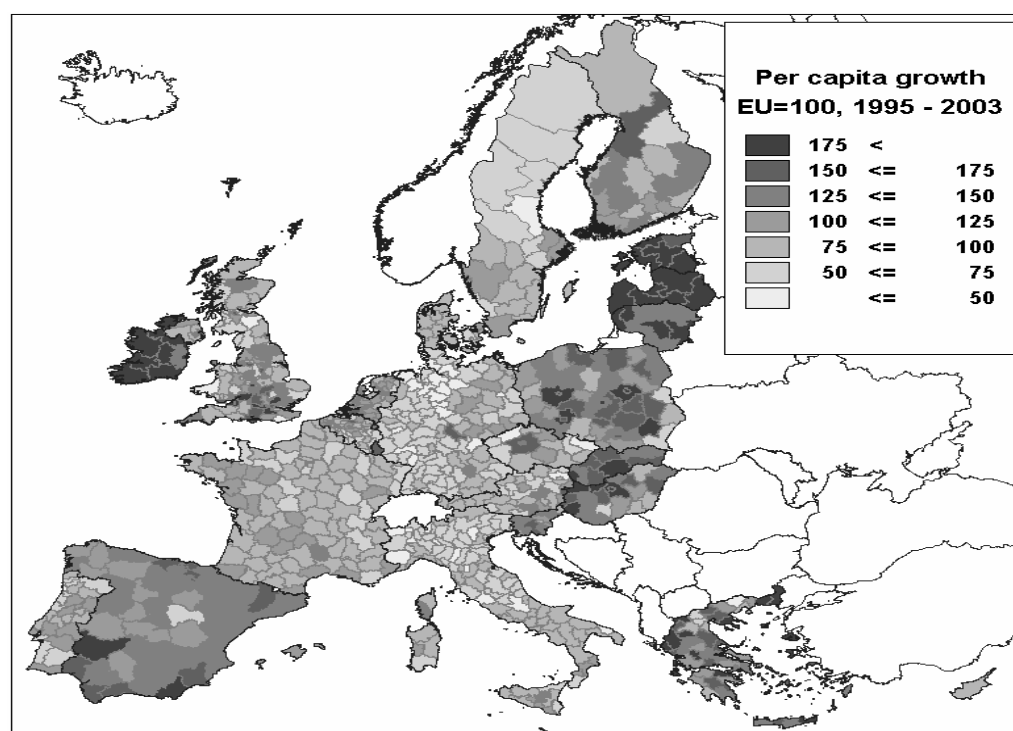 Per capita growth
EU=100, 1995 - 2003
175 <
150 <= 175
125 <= 150
100 <= 125
75 <= 100
50 <= 75
<= 50